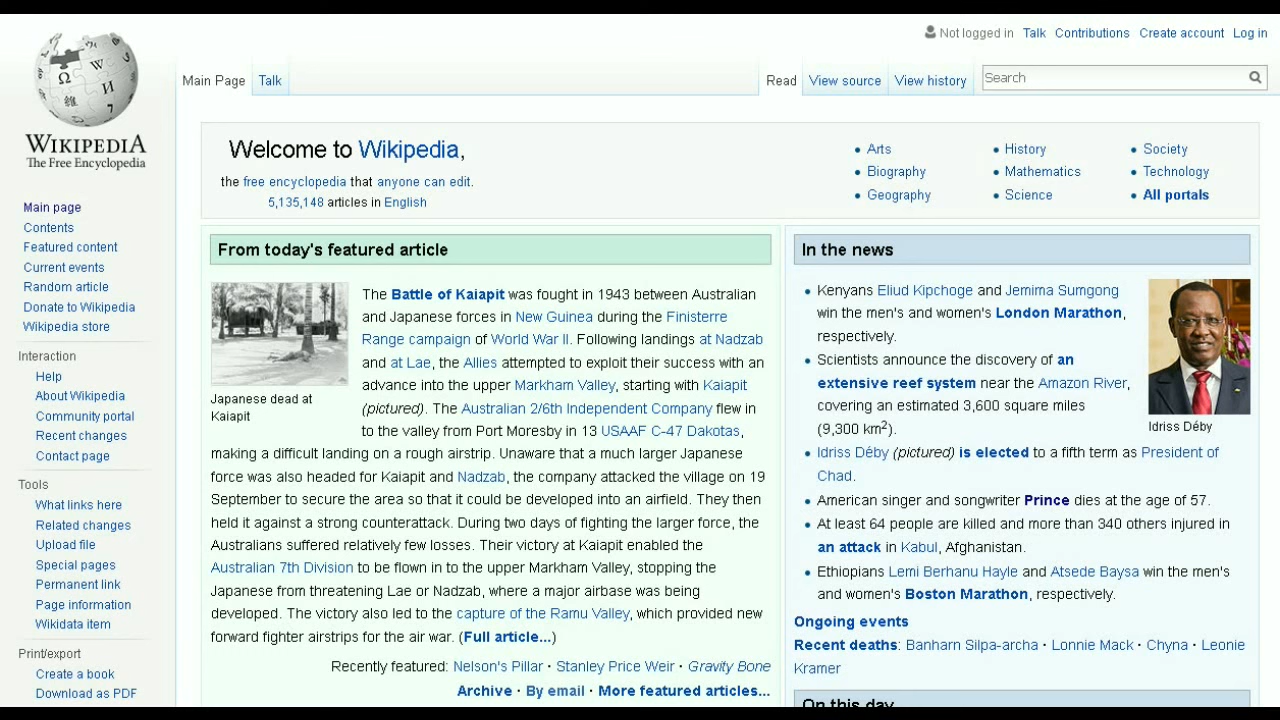 Not logged in Talk Contributions Create account Log in
Main Page Talk Read View source View history Search
WIKIPEDIA
The Free Encyclopedia
Main page
Contents
Featured content
Current events
Random article
Donate to Wikipedia
Wikipedia store
Interaction
Help
About Wikipedia
Community portal
Recent changes
Contact page
Tools
What links here
Related changes
Upload file
Special pages
Permanent link
Page information
Wikidata item
Print/export
Create a book
Download as PDF
Welcome to Wikipedia,
the free encyclopedia that anyone can edit.
5,135,148 articles in English
• Arts • History • Society
• Biography • Mathematics • Technology
• Geography • Science • All portals
From today's featured article
Japanese dead at
Kaiapit
The Battle of Kaiapit was fought in 1943 between Australian
and Japanese forces in New Guinea during the Finisterre
Range campaign of World War II. Following landings at Nadzab
and at Lae, the Allies attempted to exploit their success with an
advance into the upper Markham Valley, starting with Kaiapit
(pictured). The Australian 2/6th Independent Company flew in
to the valley from Port Moresby in 13 USAAF C-47 Dakotas,
making a difficult landing on a rough airstrip. Unaware that a much larger Japanese
force was also headed for Kaiapit and Nadzab, the company attacked the village on 19
September to secure the area so that it could be developed into an airfield. They then
held it against a strong counterattack. During two days of fighting the larger force, the
Australians suffered relatively few losses. Their victory at Kaiapit enabled the
Australian 7th Division to be flown in to the upper Markham Valley, stopping the
Japanese from threatening Lae or Nadzab, where a major airbase was being
developed. The victory also led to the capture of the Ramu Valley, which provided new
forward fighter airstrips for the air war. (Full article...)
Recently featured: Nelson's Pillar · Stanley Price Weir · Gravity Bone
Archive · By email · More featured articles...
In the news
• Kenyans Eliud Kipchoge and Jemima Sumgong
win the men's and women's London Marathon,
respectively.
• Scientists announce the discovery of an
extensive reef system near the Amazon River,
covering an estimated 3,600 square miles
(9,300 km²).
Idriss Déby
• Idriss Déby (pictured) is elected to a fifth term as President of
Chad.
• American singer and songwriter Prince dies at the age of 57.
• At least 64 people are killed and more than 340 others injured in
an attack in Kabul, Afghanistan.
• Ethiopians Lemi Berhanu Hayle and Atsede Baysa win the men's
and women's Boston Marathon, respectively.
Ongoing events
Recent deaths: Banharn Silpa-archa · Lonnie Mack · Chyna · Leonie
Kramer
On this day